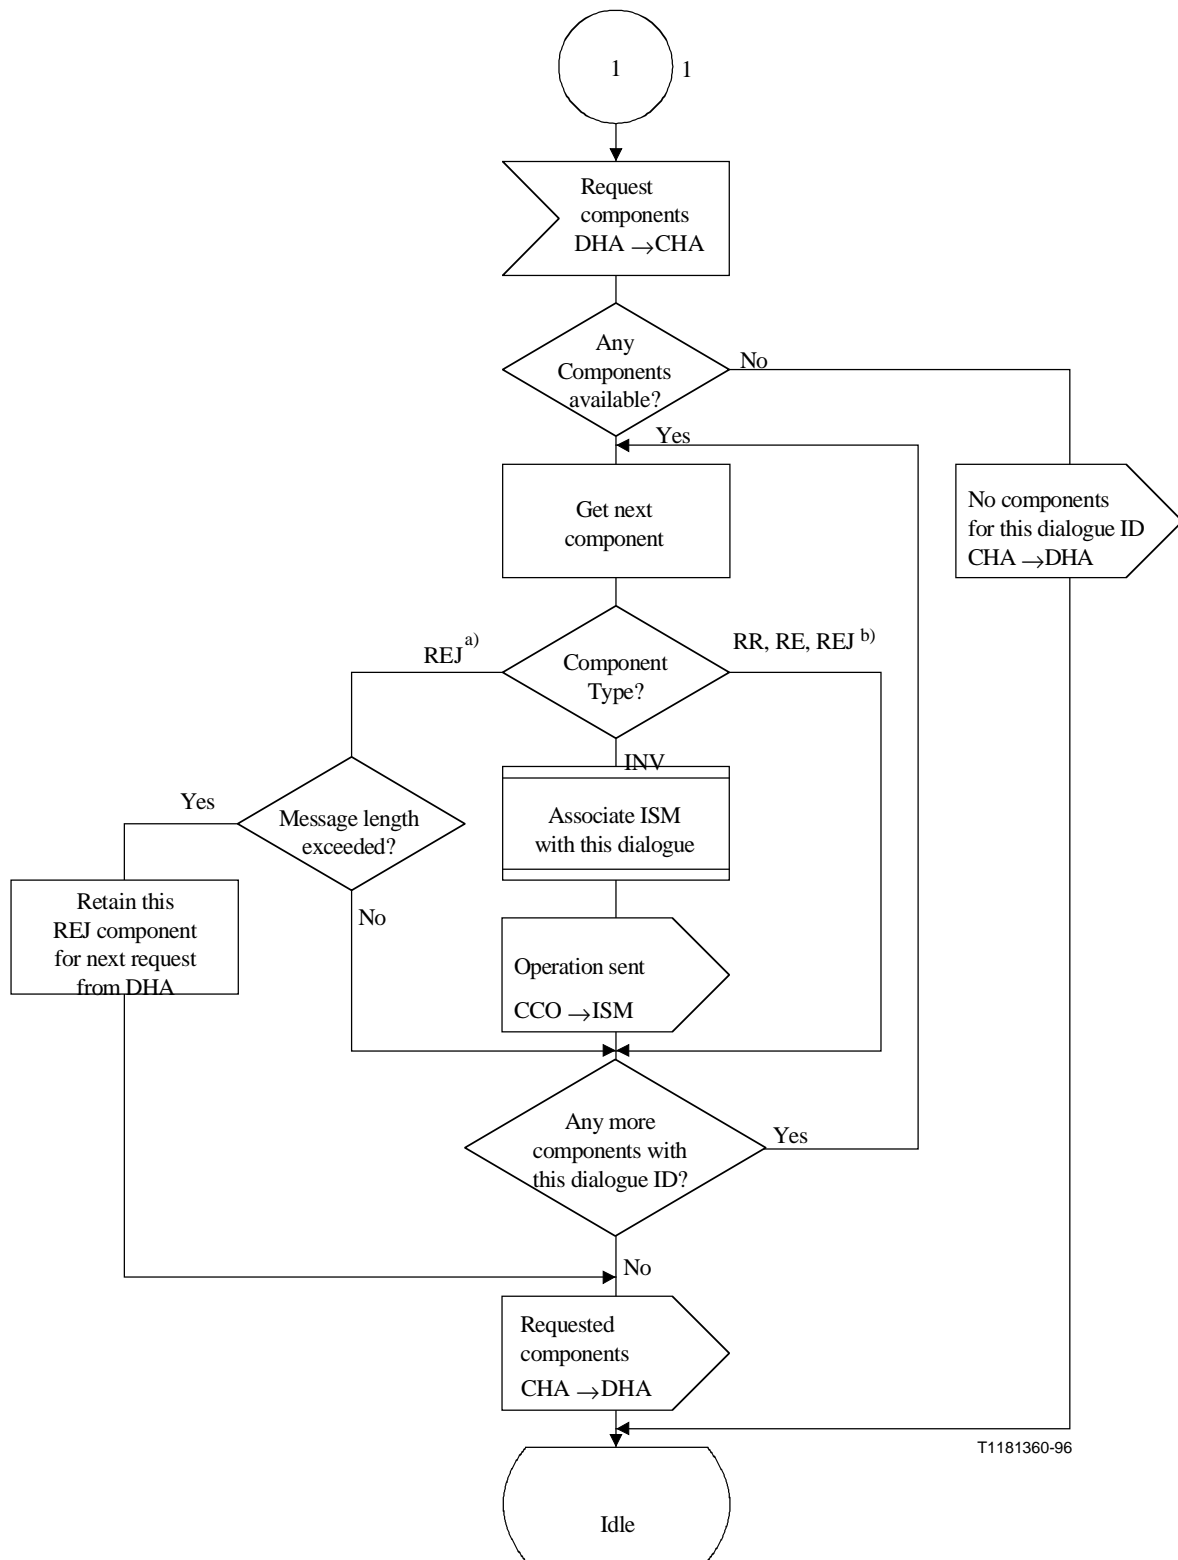 1
1
Request
components
DHA →CHA
Any
Components
available?
No
Yes
Get next
component
No components
for this dialogue ID
CHA →DHA
REJ a)
Component
Type?
RR, RE, REJ b)
INV
Yes
Message length
exceeded?
Associate ISM
with this dialogue
Retain this
REJ component
for next request
from DHA
No
Operation sent
CCO →ISM
Any more
components with
this dialogue ID?
Yes
No
Requested
components
CHA →DHA
T1181360-96
Idle